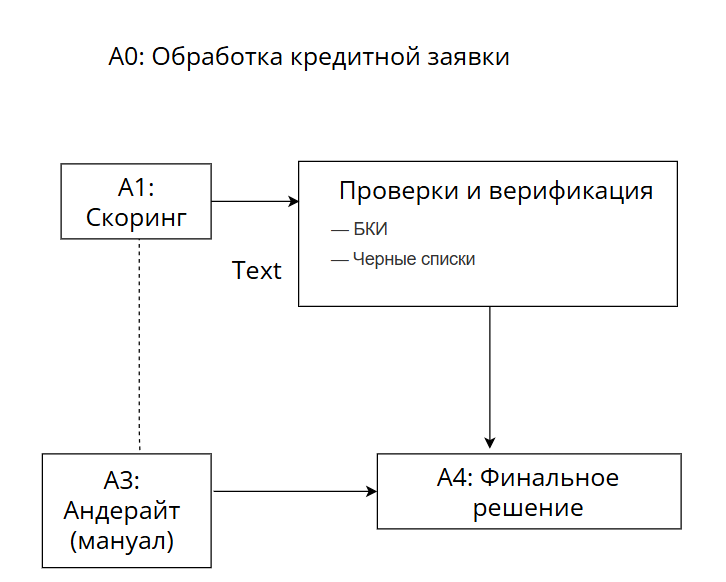 A0: Обработка кредитной заявки
A1:
Скоринг
Проверки и верификация
— БКИ
— Черные списки
Text
A3:
Андерайт
(мануал)
A4: Финальное
решение